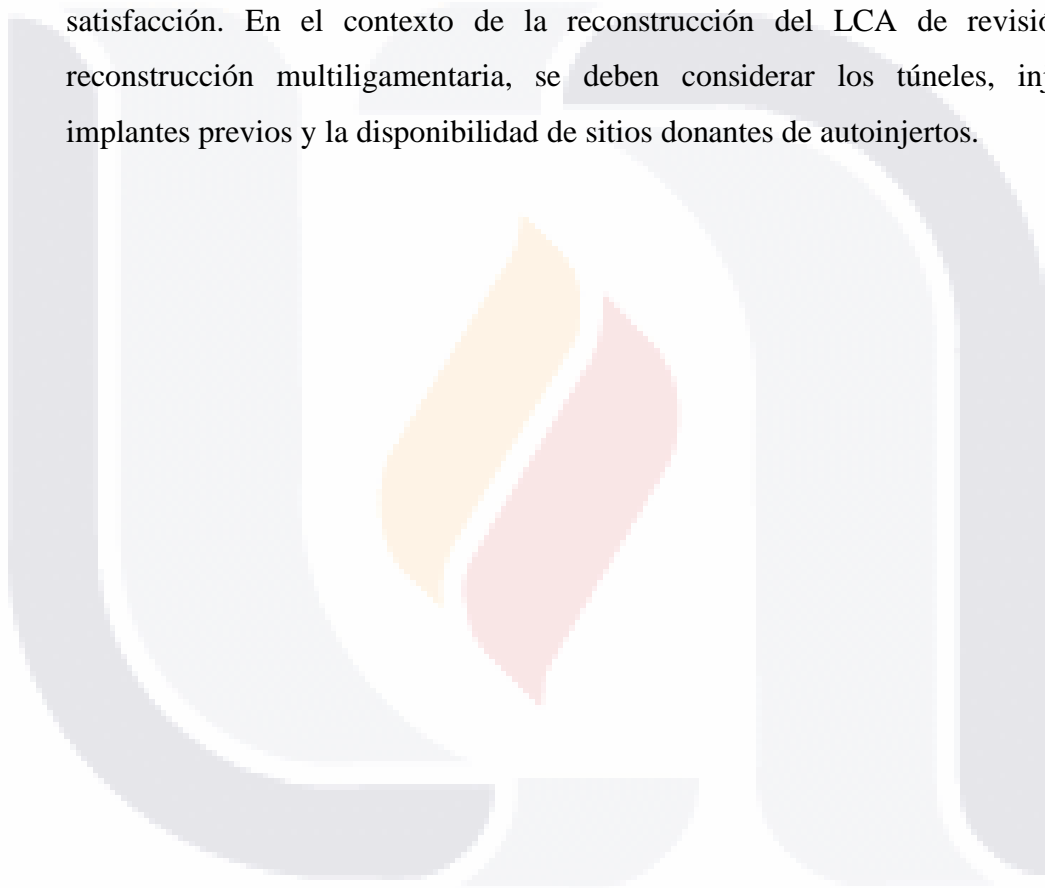 satisfacción. En el contexto de la reconstrucción del LCA de
reconstrucción multiligamentaria, se deben considerar los túneles,
implantes previos y la disponibilidad de sitios donantes de autoinjertos.